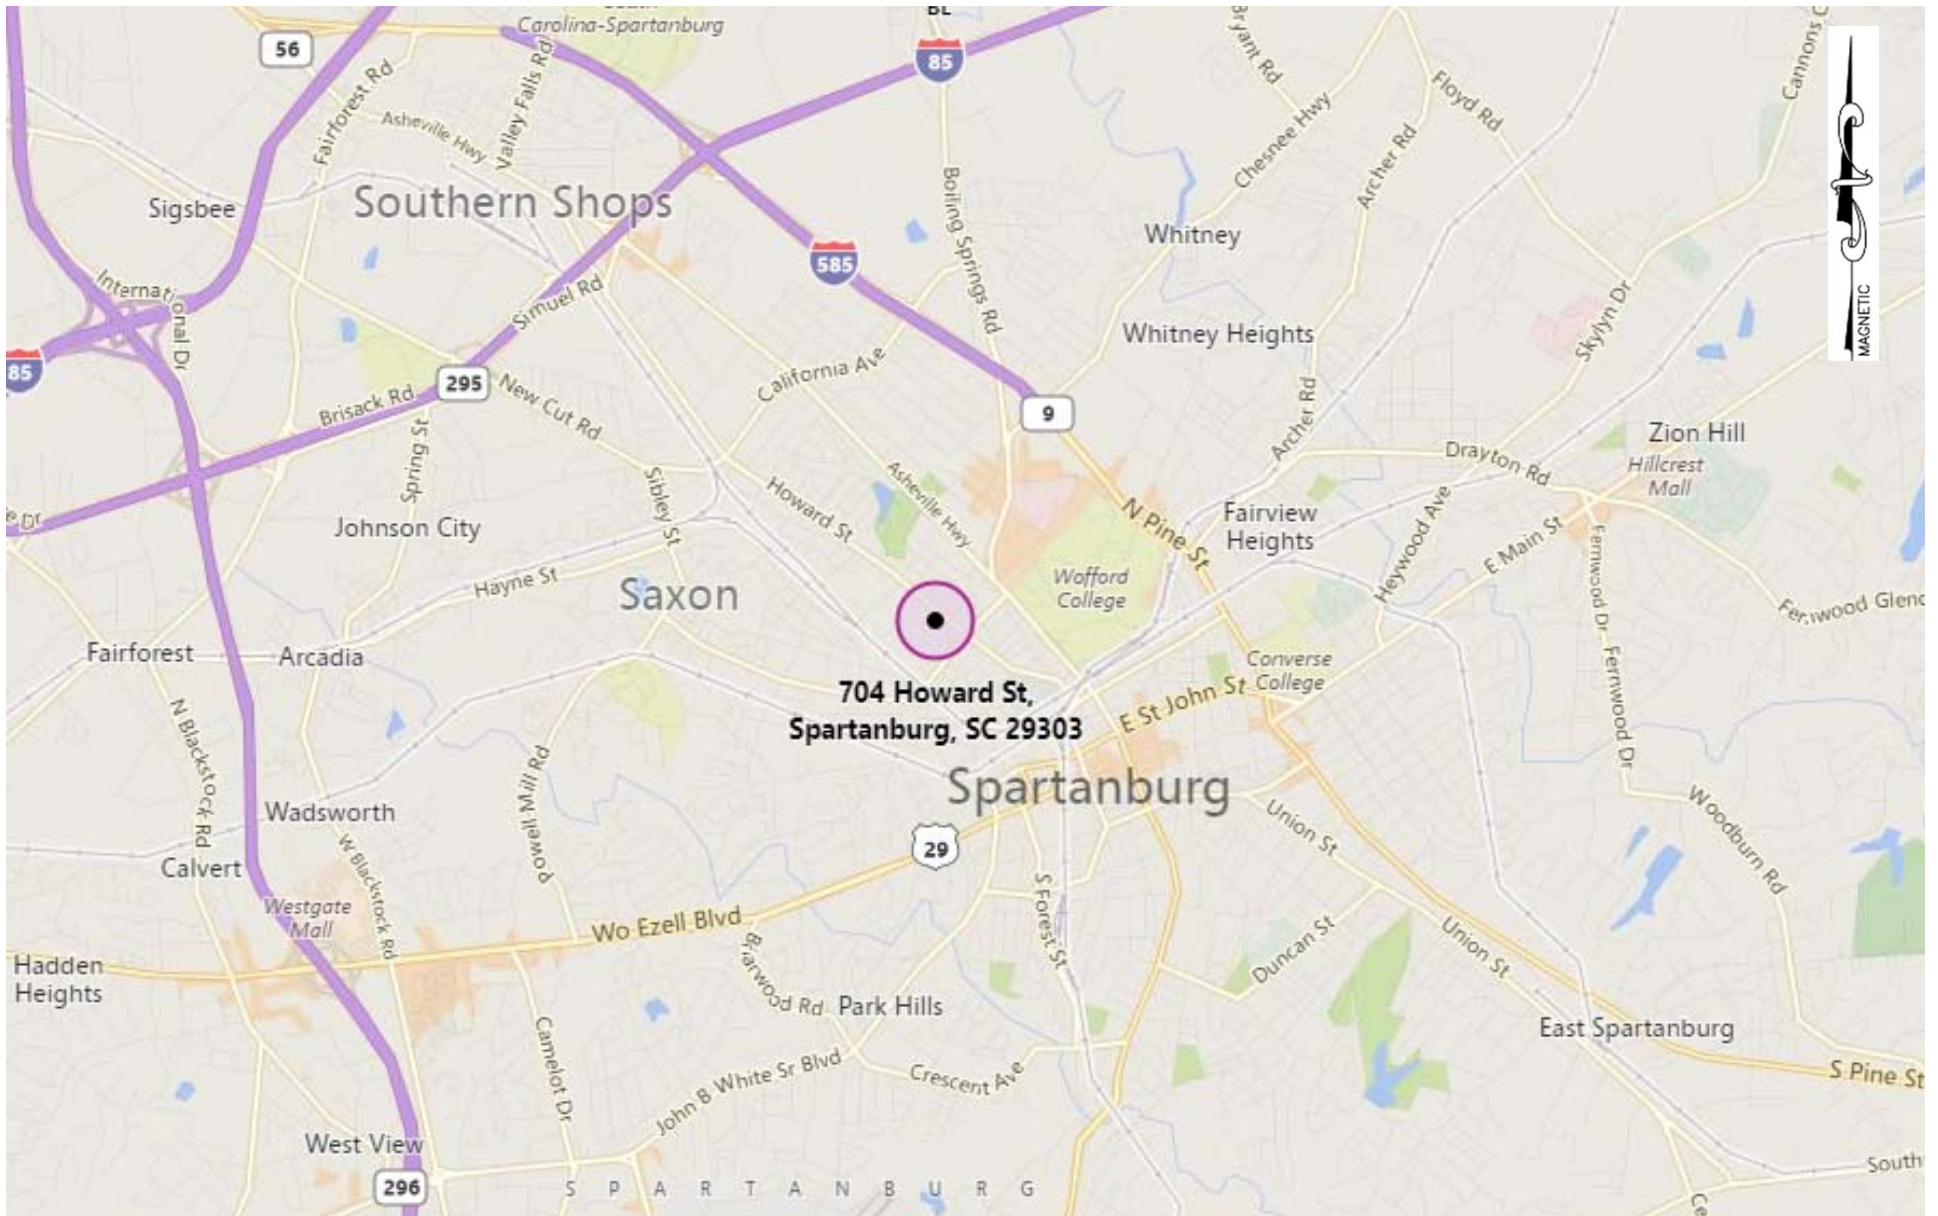 Carolina-Spartanburg
BL
56
85
Bryant Rd
Cannons
Fairforest Rd
Valley Falls Rd
Asheville Hwy
Floyd Rd
Chesnee Hwy
Archer Rd
Sigsbee
Southern Shops
Boiling Springs Rd
Whitney
585
International Dr
Simuel Rd
MAGNETIC
Whitney Heights
Skylyn Dr
85
295
California Ave
New Cut Rd
Brisack Rd
9
Archer Rd
Zion Hill
Hillcrest
Mall
Drayton Rd
Spring St
Sibley St
Howard St
Asheville Hwy
N Pine St
Fairview
Heights
Heywood Ave
E Main St
Johnson City
Hayne St
Saxon
Wofford
College
Fernwood Dr
Fernwood Glend
Fairforest
Arcadia
Converse
College
Fernwood Dr
704 Howard St,
Spartanburg, SC 29303
E St John St
N Blackstock Rd
Powell Mill Rd
Spartanburg
Wadsworth
Union St
Woodburn Rd
W Blackstock Rd
29
Calvert
S Forest St
Westgate
Mall
Wo Ezell Blvd
Duncan St
Union St
Hadden
Heights
Briarwood Rd
Park Hills
East Spartanburg
Camelot Dr
John B White Sr Blvd
Crescent Ave
S Pine St
West View
South
296
SPARTANBURG
Ce